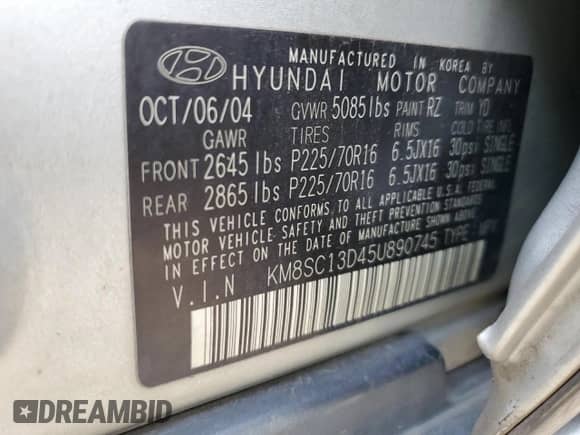 MANUFACTURED IN KOREA BY
HYUNDAI MOTOR COMPANY
OCT/06/04 GVWR 5085lbs PAINT RZ TRIM YO
GAWR TIRES RIMS COLD TIRE INFL
FRONT 2645 lbs P225/70R16 6.5JX16 30psi SINGLE
REAR 2865 lbs P225/70R16 6.5JX16 30psi SINGLE
THIS VEHICLE CONFORMS TO ALL APPLICABLE U.S.A. FEDERAL
MOTOR VEHICLE SAFETY AND THEFT PREVENTION STANDARDS
IN EFFECT ON THE DATE OF MANUFACTURE SHOWN ABOVE.
V.I.N KM8SC13D45U890745 TYPE: MPV
DREAMBID